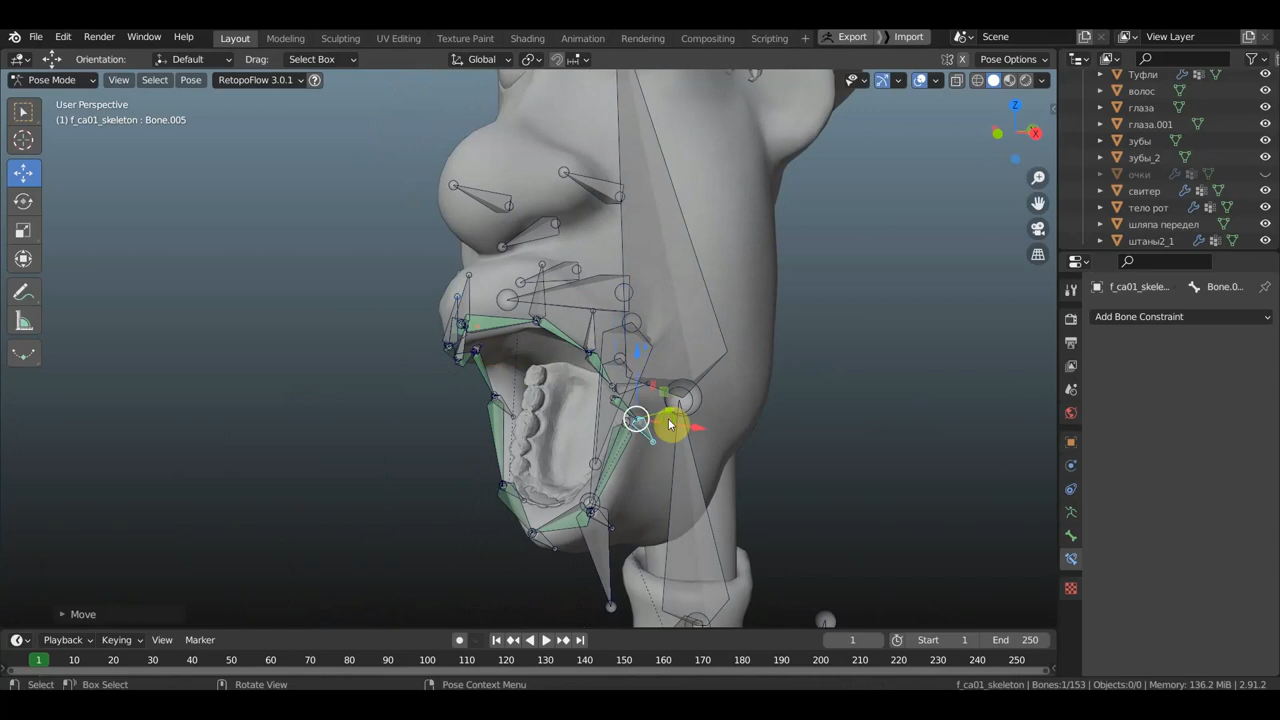 File Edit Render Window Help Layout Modeling Sculpting UV Editing Texture Paint Shading Animation Rendering Compositing Scripting + Export Import Scene View Layer
Orientation: Default Drag: Select Box Global X Pose Options
Pose Mode View Select Pose RetopoFlow 3.0.1
User Perspective
(1) f_ca01_skeleton : Bone.005
Z
X
Туфли
волос
глаза
глаза.001
зубы
зубы_2
очки
свитер
тело рот
шляпа передел
штаны2_1
f_ca01_skele... Bone.0...
Add Bone Constraint
Move
Playback Keying View Marker 1 Start 1 End 250
1 10 20 30 40 50 60 70 80 90 100 110 120 130 140 150 160 170 180 190 200 210 220 230 240 250
Select Box Select Rotate View Pose Context Menu f_ca01_skeleton | Bones:1/153 | Objects:0/0 | Memory: 136.2 MiB | 2.91.2